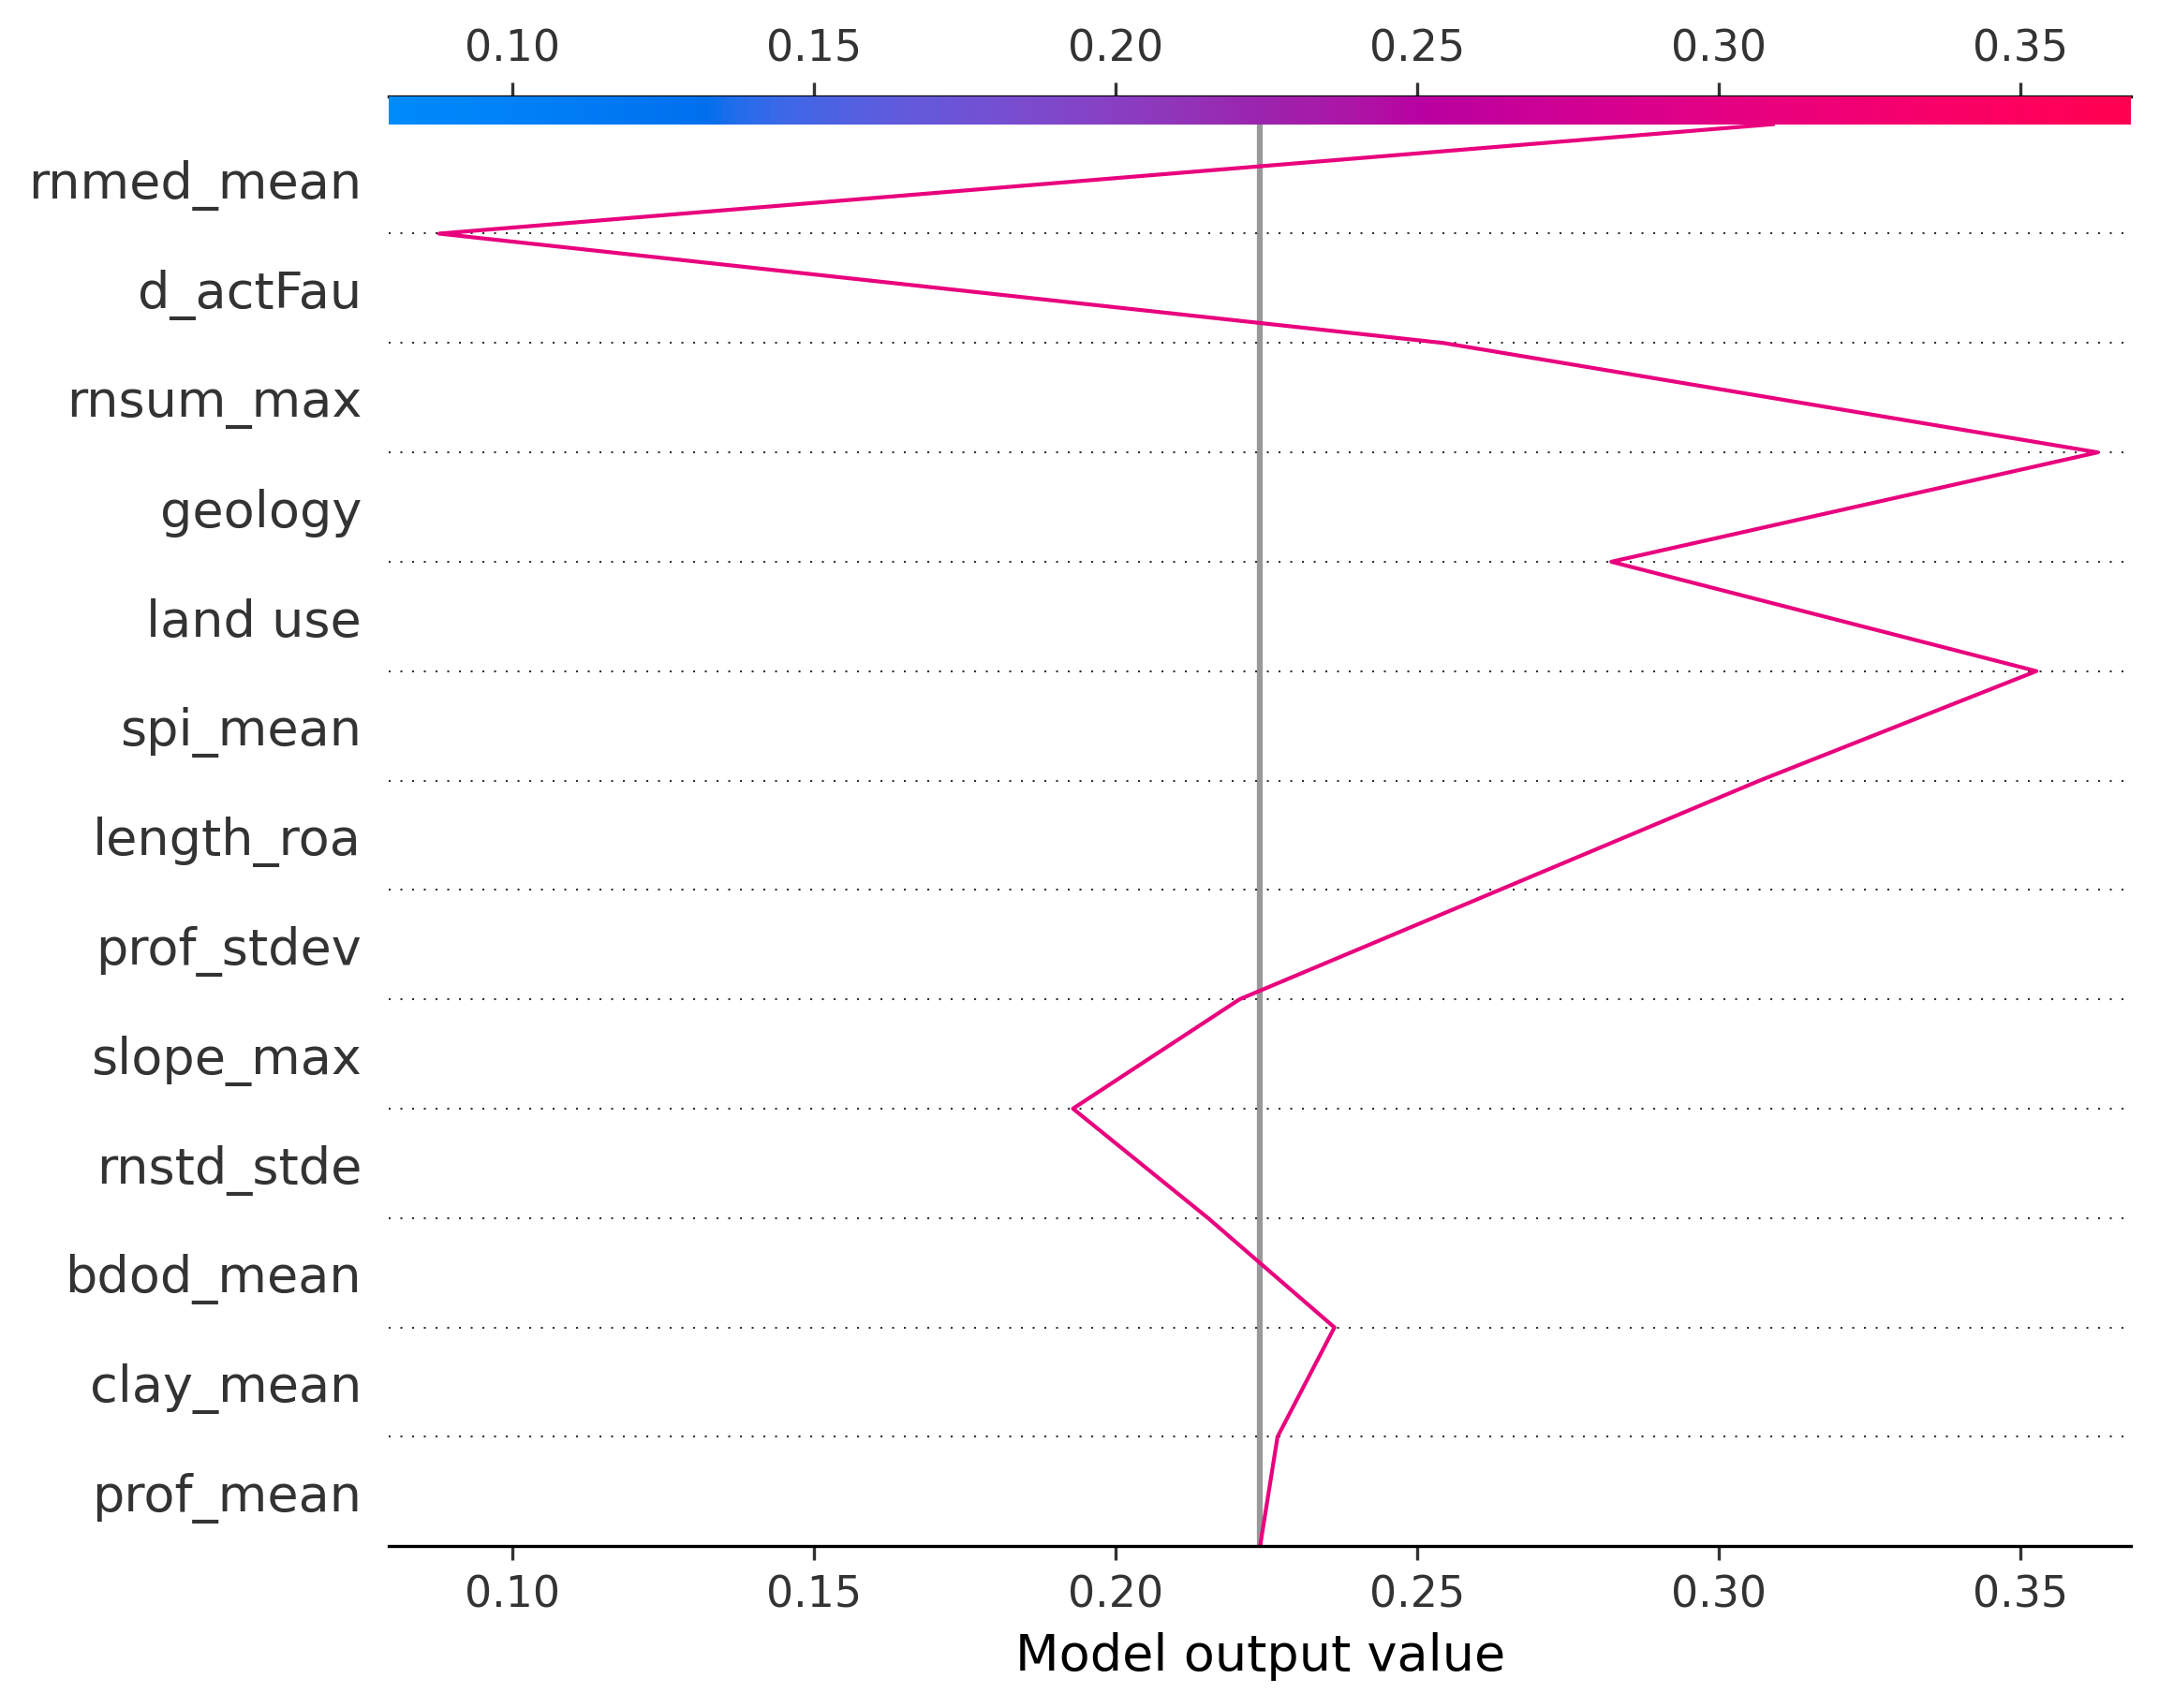 0.10 0.15 0.20 0.25 0.30 0.35
rnmed_mean
d_actFau
rnsum_max
geology
land use
spi_mean
length_roa
prof_stdev
slope_max
rnstd_stde
bdod_mean
clay_mean
prof_mean
0.10 0.15 0.20 0.25 0.30 0.35
Model output value